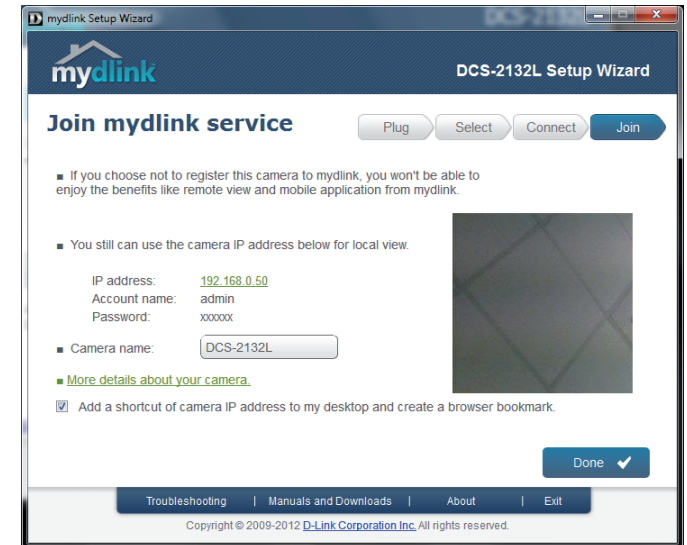 mydlink Setup Wizard
mydlink
DCS-2132L Setup Wizard
Join mydlink service
Plug
Select
Connect
Join
If you choose not to register this camera to mydlink, you won't be able to
enjoy the benefits like remote view and mobile application from mydlink.
You still can use the camera IP address below for local view.
IP address: 192.168.0.50
Account name: admin
Password: xxxxxx
Camera name: DCS-2132L
More details about your camera.
Add a shortcut of camera IP address to my desktop and create a browser bookmark.
Done
Troubleshooting | Manuals and Downloads | About | Exit
Copyright © 2009-2012 D-Link Corporation Inc. All rights reserved.